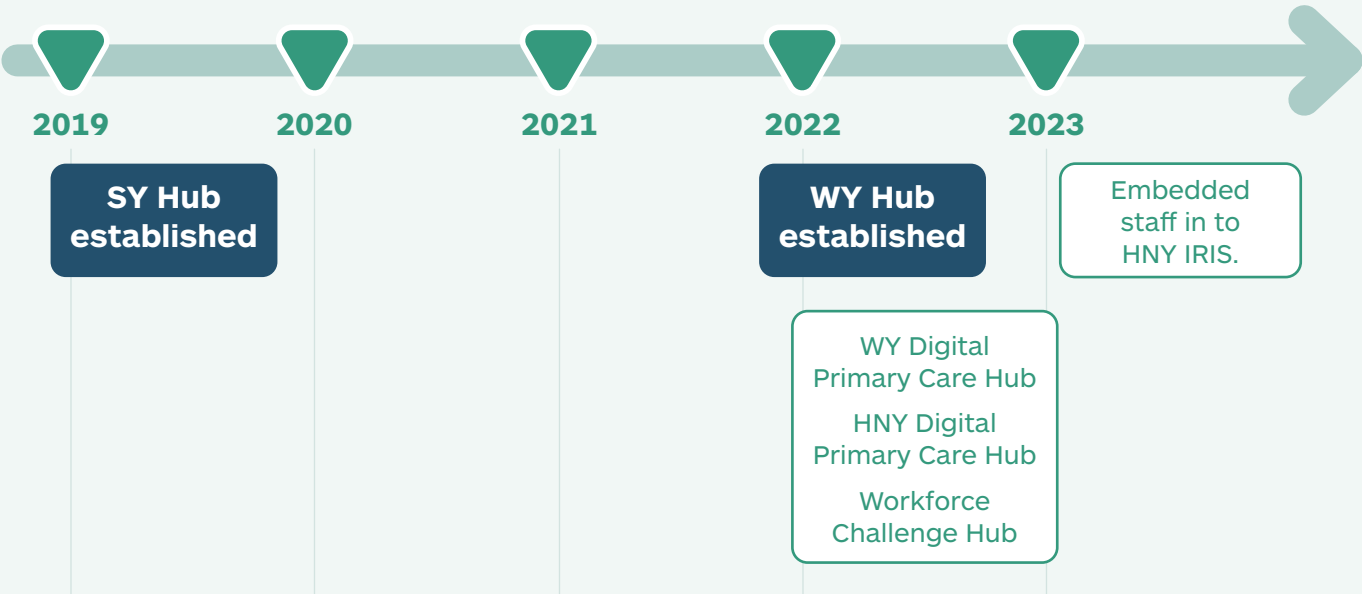 2019
2020
2021
2022
2023
SY Hub
established
WY Hub
established
Embedded
staff in to
HNY IRIS.
WY Digital
Primary Care Hub
HNY Digital
Primary Care Hub
Workforce
Challenge Hub